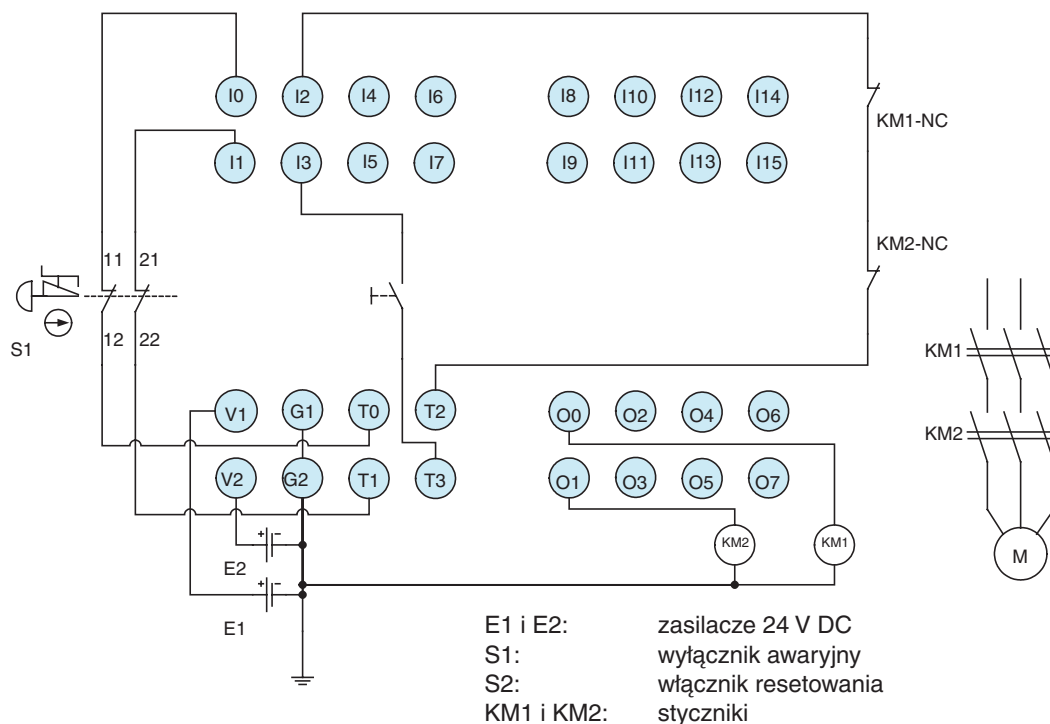 I0 I2 I4 I6 I8 I10 I12 I14
KM1-NC
I1 I3 I5 I7 I9 I11 I13 I15
KM2-NC
11 21
12 22
S1
KM1
V1 G1 T0 T2 O0 O2 O4 O6
KM2
V2 G2 T1 T3 O1 O3 O5 O7
KM2 KM1
M
+ −
E2
+ −
E1
E1 i E2: zasilacze 24 V DC
S1: wyłącznik awaryjny
S2: włącznik resetowania
KM1 i KM2: styczniki